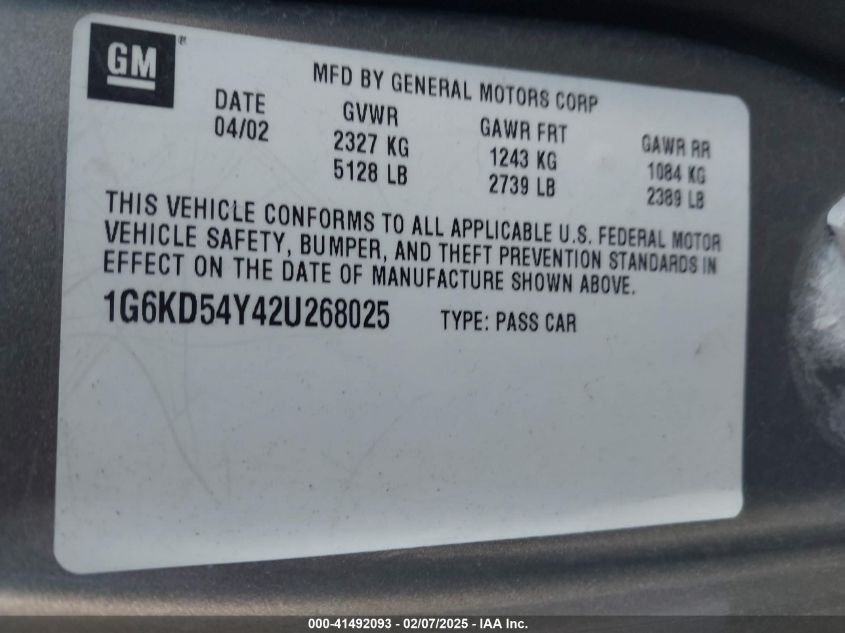 GM
MFD BY GENERAL MOTORS CORP
DATE GVWR GAWR FRT GAWR RR
04/02 2327 KG 1243 KG 1084 KG
5128 LB 2739 LB 2389 LB
THIS VEHICLE CONFORMS TO ALL APPLICABLE U.S. FEDERAL MOTOR
VEHICLE SAFETY, BUMPER, AND THEFT PREVENTION STANDARDS IN
EFFECT ON THE DATE OF MANUFACTURE SHOWN ABOVE.
1G6KD54Y42U268025 TYPE: PASS CAR
000-41492093 - 02/07/2025 - IAA Inc.